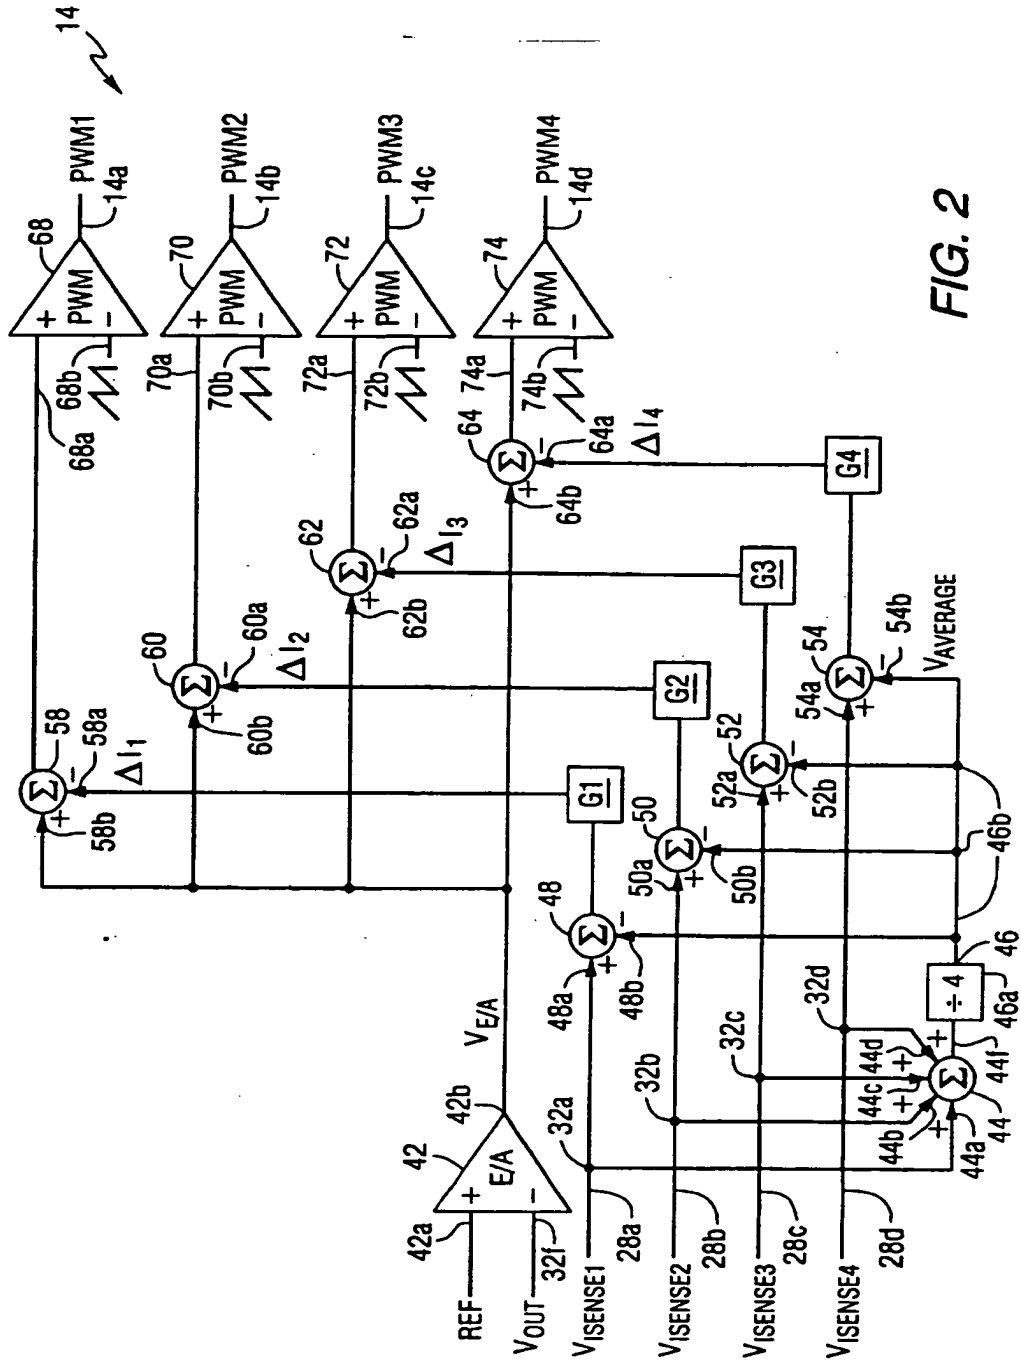 14
PWM1
14a
68
+
PWM
−
68a
68b
PWM2
14b
70
+
PWM
−
70a
70b
PWM3
14c
72
+
PWM
−
72a
72b
PWM4
14d
74
+
PWM
−
74a
74b
Σ
58
−
58a
+
58b
ΔI1
Σ
60
−
60a
+
60b
ΔI2
Σ
62
−
62a
+
62b
ΔI3
Σ
64
−
64a
+
64b
ΔI4
G1
G2
G3
G4
REF
42a
VOUT
32f
42
+
E/A
−
42b
VE/A
VISENSE1
28a
32a
48a
+
Σ
48
−
48b
VISENSE2
28b
32b
50a
+
Σ
50
−
50b
VISENSE3
28c
32c
52a
+
Σ
52
−
52b
VISENSE4
28d
32d
54a
+
Σ
54
−
54b
44a
+
44b
+
44c
+
44d
+
Σ
44
44f
÷ 4
46a
46
46b
VAVERAGE
FIG. 2